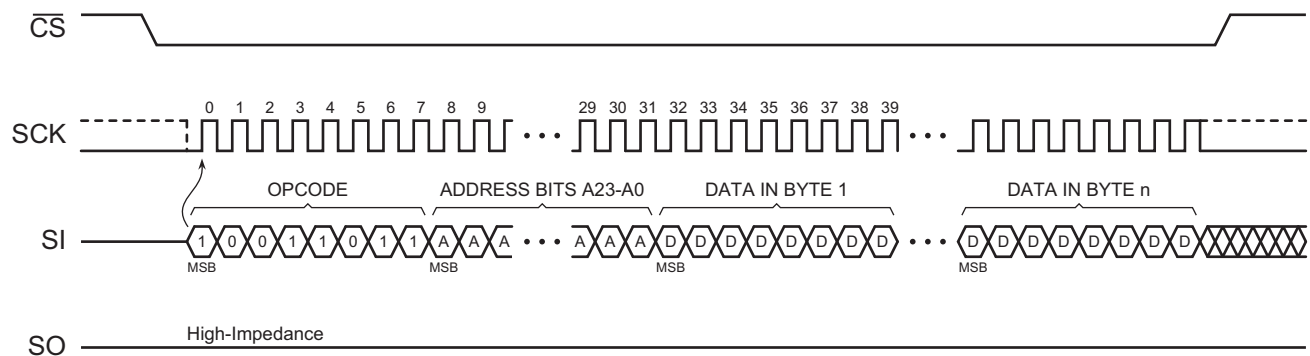 CS
0 1 2 3 4 5 6 7 8 9 29 30 31 32 33 34 35 36 37 38 39
SCK
OPCODE ADDRESS BITS A23-A0 DATA IN BYTE 1 DATA IN BYTE n
SI 1 0 0 1 1 0 1 1 A A A A A A D D D D D D D D D D D D D D D D
MSB MSB MSB MSB
High-Impedance
SO